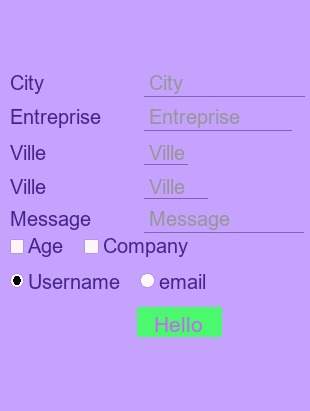 City City
Entreprise Entreprise
Ville Ville
Ville Ville
Message Message
Age Company
Username email
Hello